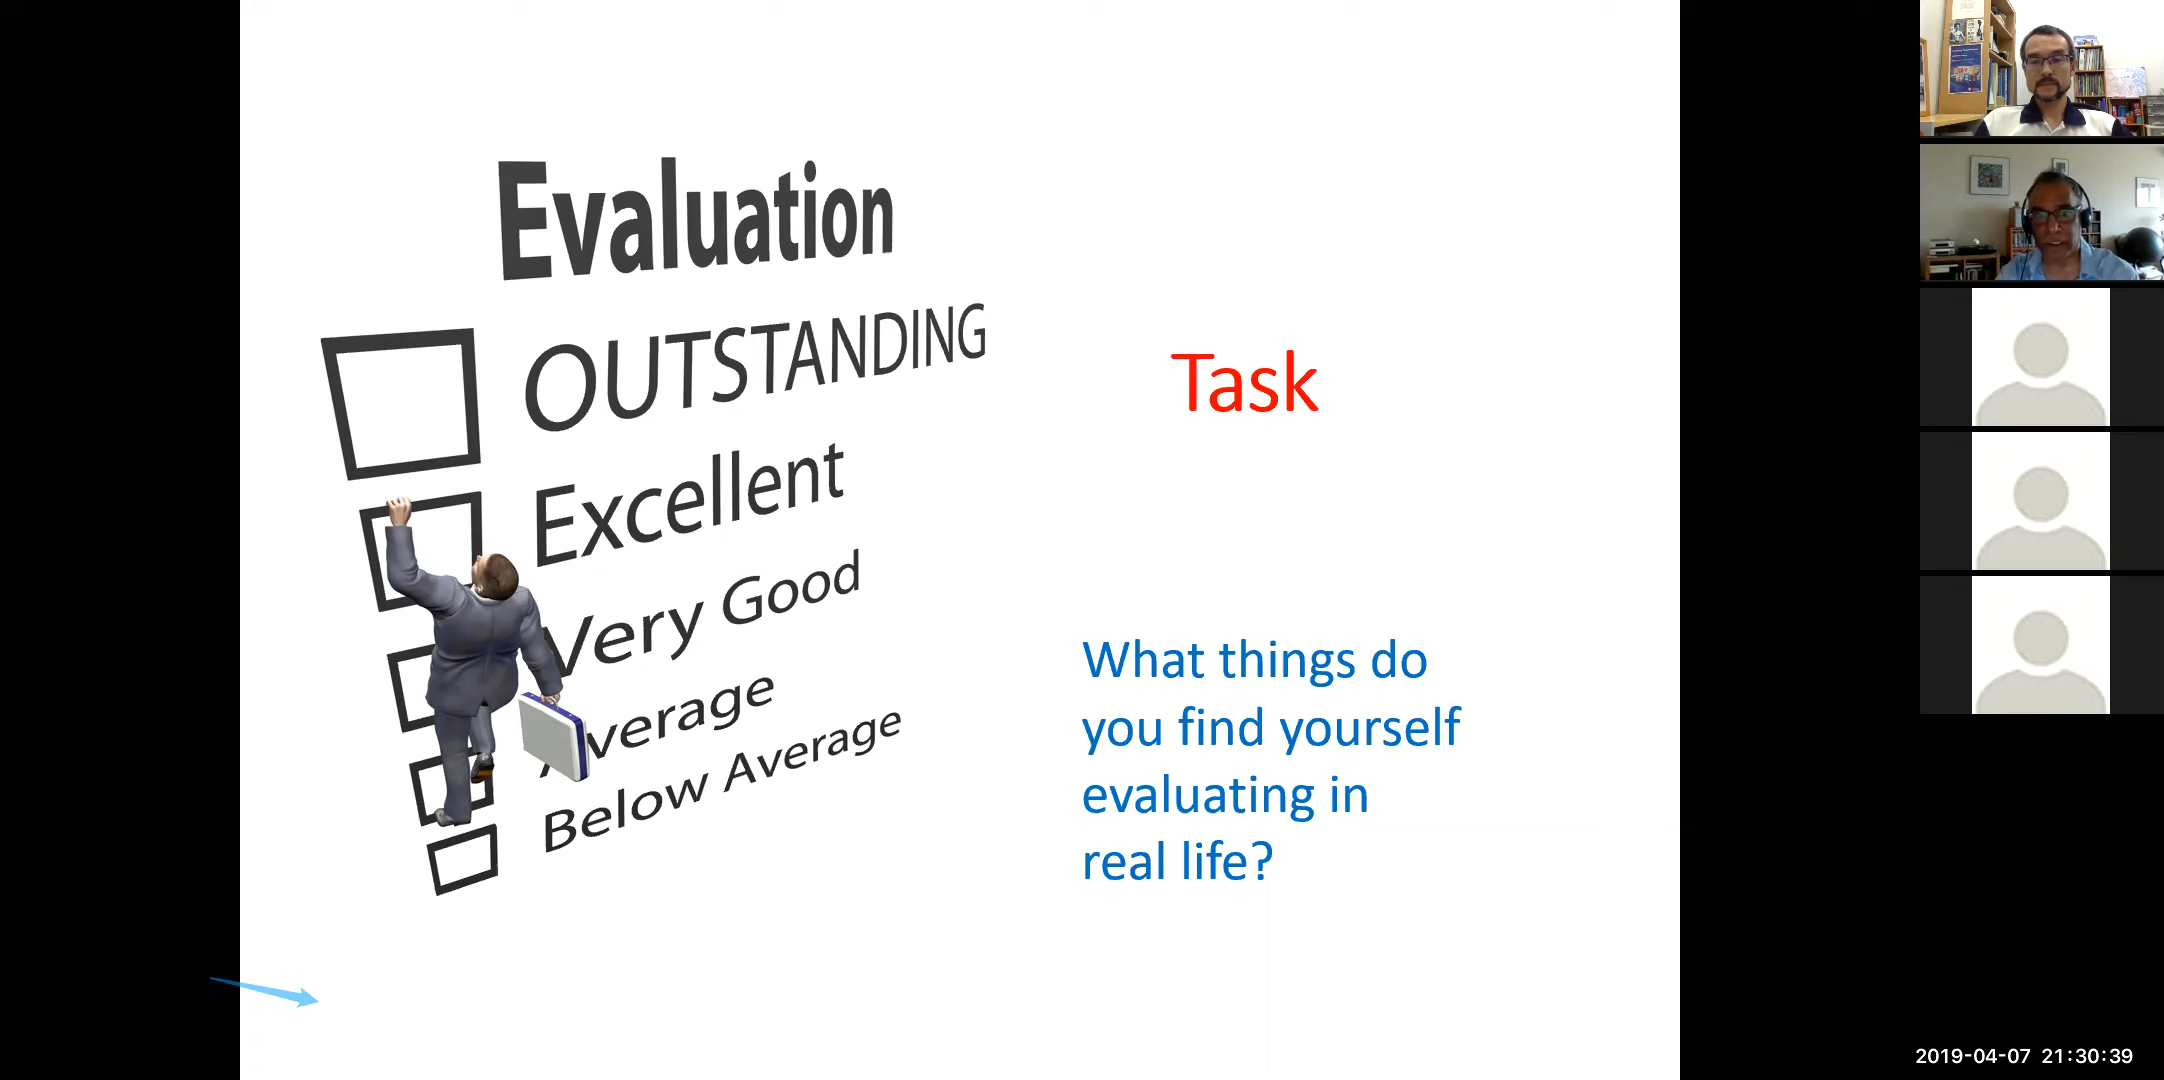 Evaluation
OUTSTANDING
Excellent
Very Good
Average
Below Average
Task
What things do
you find yourself
evaluating in
real life?
2019-04-07 21:30:39